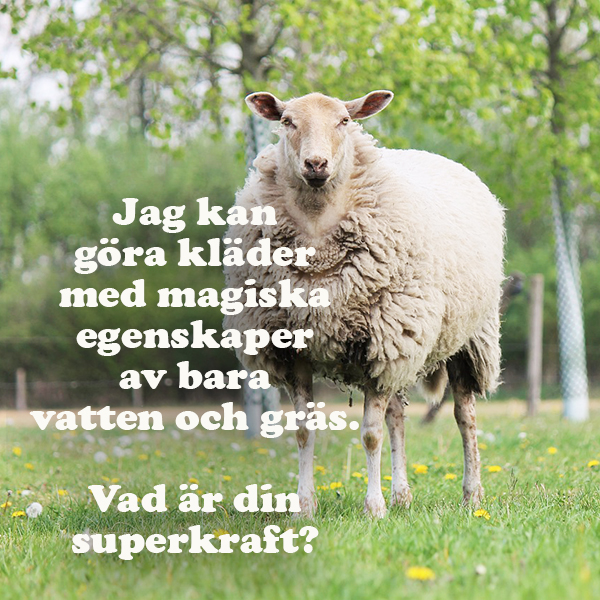 Jag kan
göra kläder
med magiska
egenskaper
av bara
vatten och gräs.
Vad är din
superkraft?